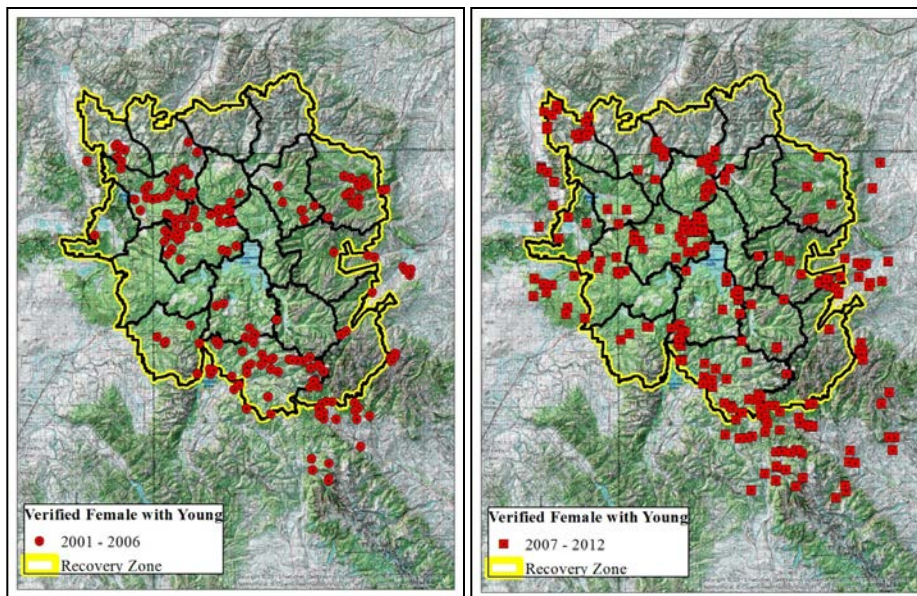 Verified Female with Young
2001 - 2006
Recovery Zone
Verified Female with Young
2007 - 2012
Recovery Zone